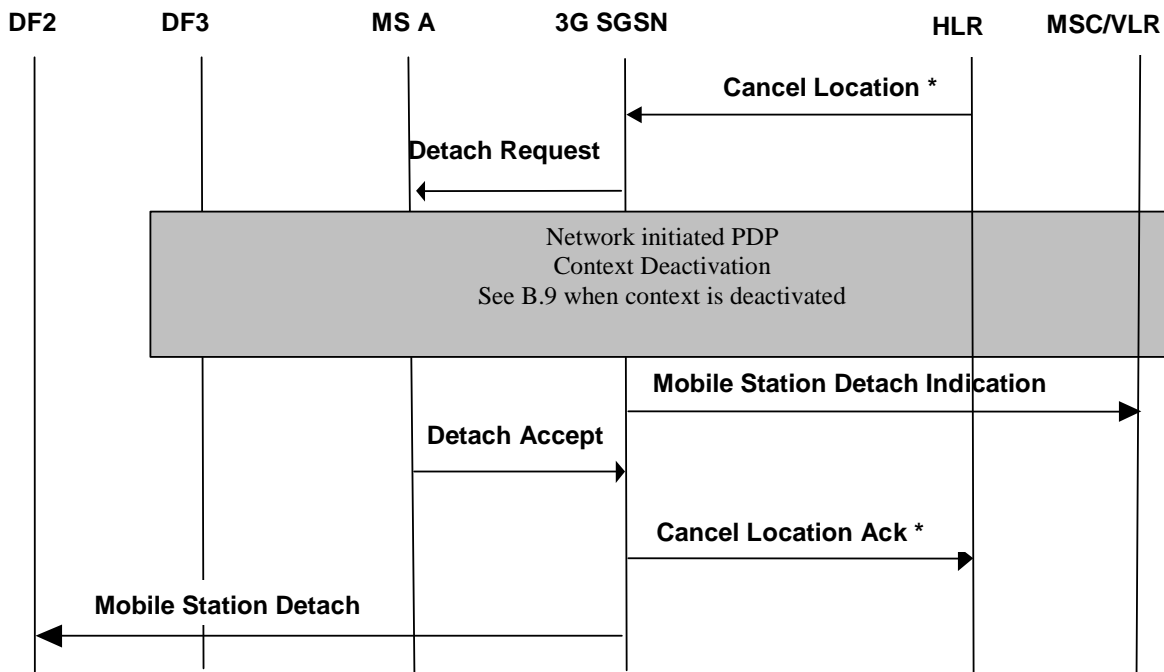 DF2 DF3 MS A 3G SGSN HLR MSC/VLR
Cancel Location *
Detach Request
Network initiated PDP
Context Deactivation
See B.9 when context is deactivated
Mobile Station Detach Indication
Detach Accept
Cancel Location Ack *
Mobile Station Detach